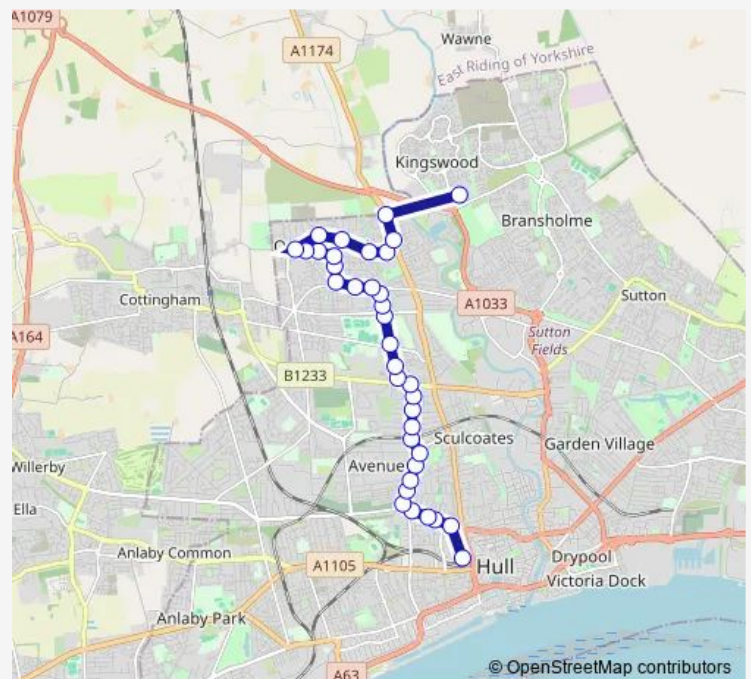 A1079
Wawne
A1174
East Riding of Yorkshire
Kingswood
Bransholme
Cottingham
A1033
Sutton
A164
Sutton
Fields
B1233
Sculcoates
Garden Village
Willerby
Avenue
Ella
Anlaby Common
A1105
Hull
Drypool
Victoria Dock
Anlaby Park
A63
© OpenStreetMap contributors